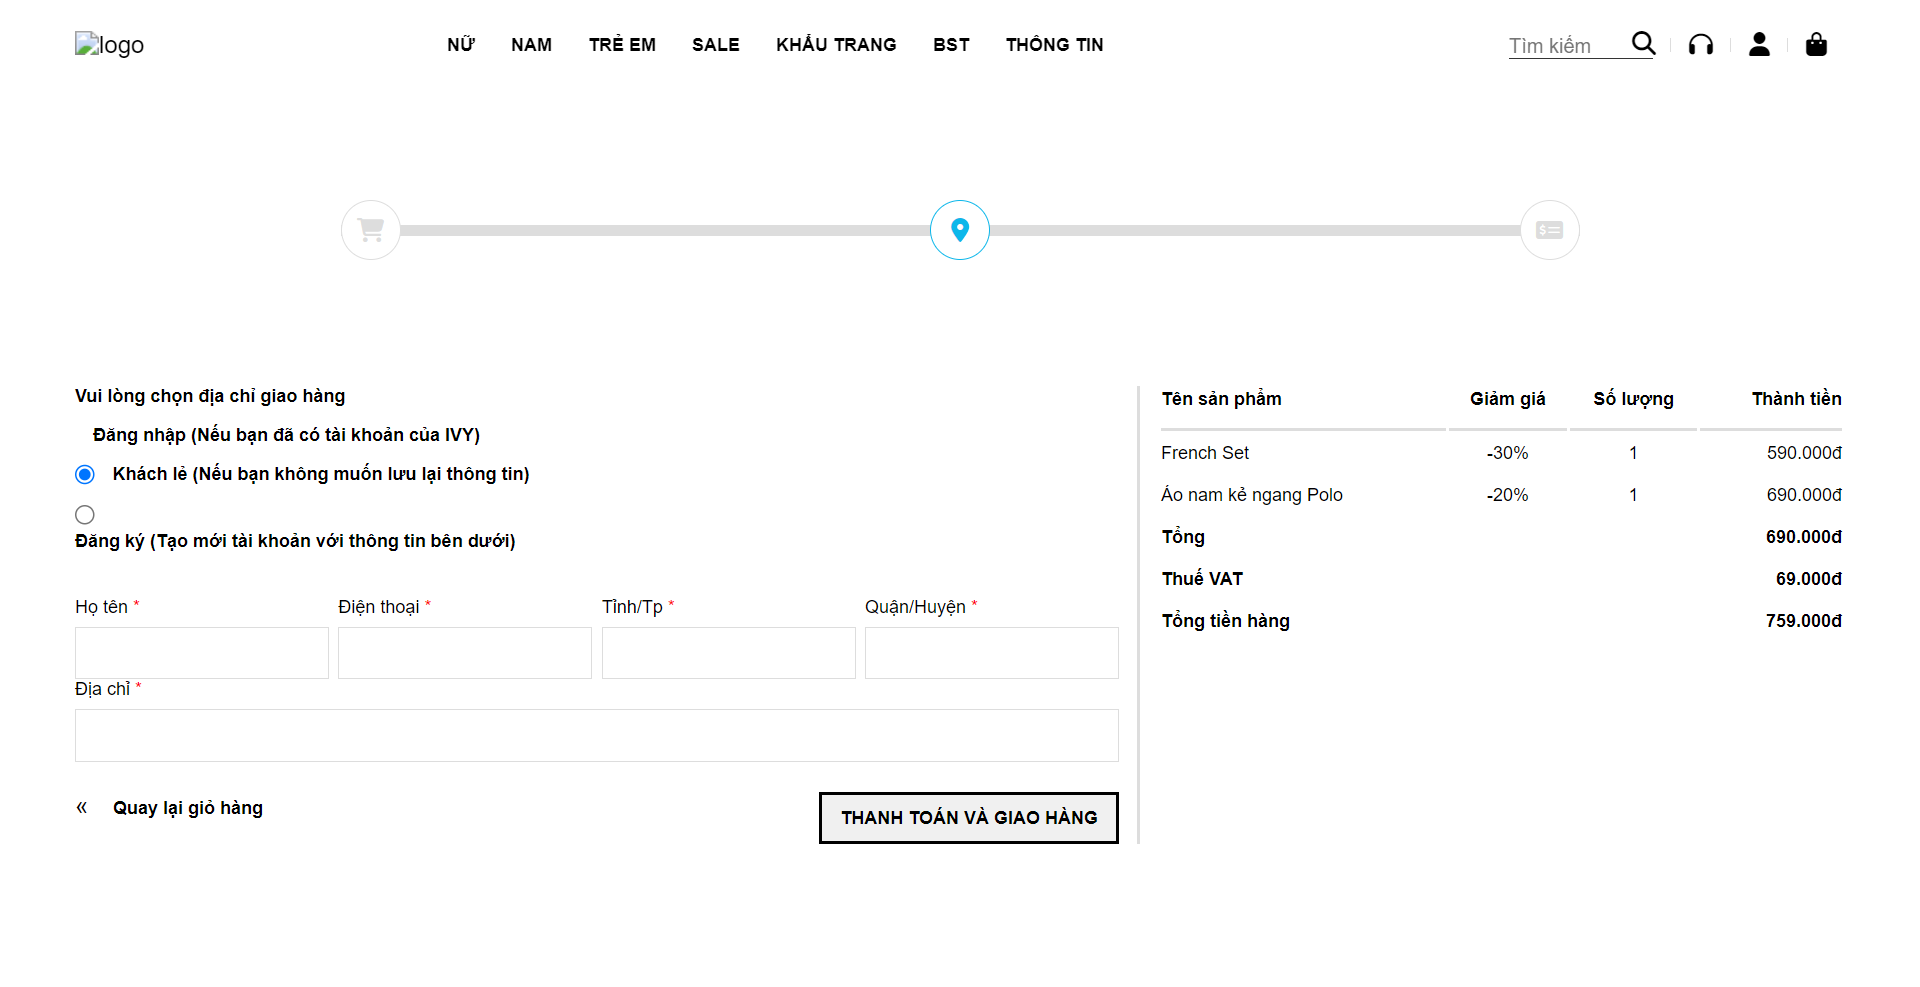 logo
NỮ NAM TRẺ EM SALE KHẨU TRANG BST THÔNG TIN
Tìm kiếm
Vui lòng chọn địa chỉ giao hàng
Đăng nhập (Nếu bạn đã có tài khoản của IVY)
Khách lẻ (Nếu bạn không muốn lưu lại thông tin)
Đăng ký (Tạo mới tài khoản với thông tin bên dưới)
Họ tên * Điện thoại * Tỉnh/Tp * Quận/Huyện *
Địa chỉ *
« Quay lại giỏ hàng
THANH TOÁN VÀ GIAO HÀNG
Tên sản phẩm Giảm giá Số lượng Thành tiền
French Set -30% 1 590.000đ
Áo nam kẻ ngang Polo -20% 1 690.000đ
Tổng 690.000đ
Thuế VAT 69.000đ
Tổng tiền hàng 759.000đ